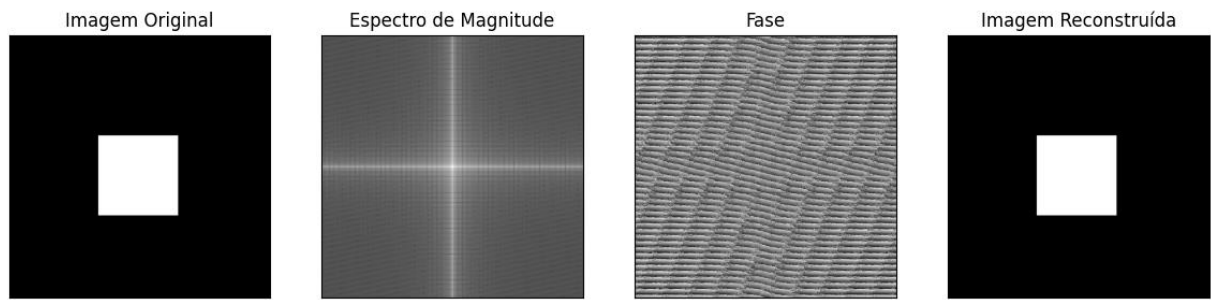 Imagem Original
Espectro de Magnitude
Fase
Imagem Reconstruída